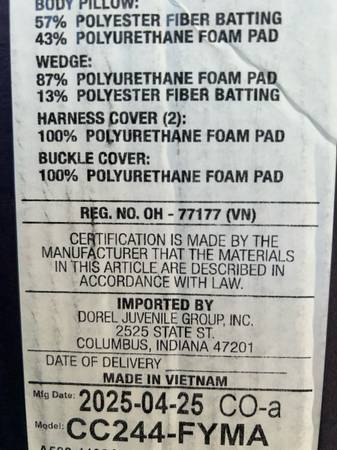 BODY PILLOW:
57% POLYESTER FIBER BATTING
43% POLYURETHANE FOAM PAD
WEDGE:
87% POLYURETHANE FOAM PAD
13% POLYESTER FIBER BATTING
HARNESS COVER (2):
100% POLYURETHANE FOAM PAD
BUCKLE COVER:
100% POLYURETHANE FOAM PAD
REG. NO. OH - 77177 (VN)
CERTIFICATION IS MADE BY THE
MANUFACTURER THAT THE MATERIALS
IN THIS ARTICLE ARE DESCRIBED IN
ACCORDANCE WITH LAW.
IMPORTED BY
DOREL JUVENILE GROUP, INC.
2525 STATE ST.
COLUMBUS, INDIANA 47201
DATE OF DELIVERY
MADE IN VIETNAM
Mfg Date: 2025-04-25 CO-a
Model: CC244-FYMA